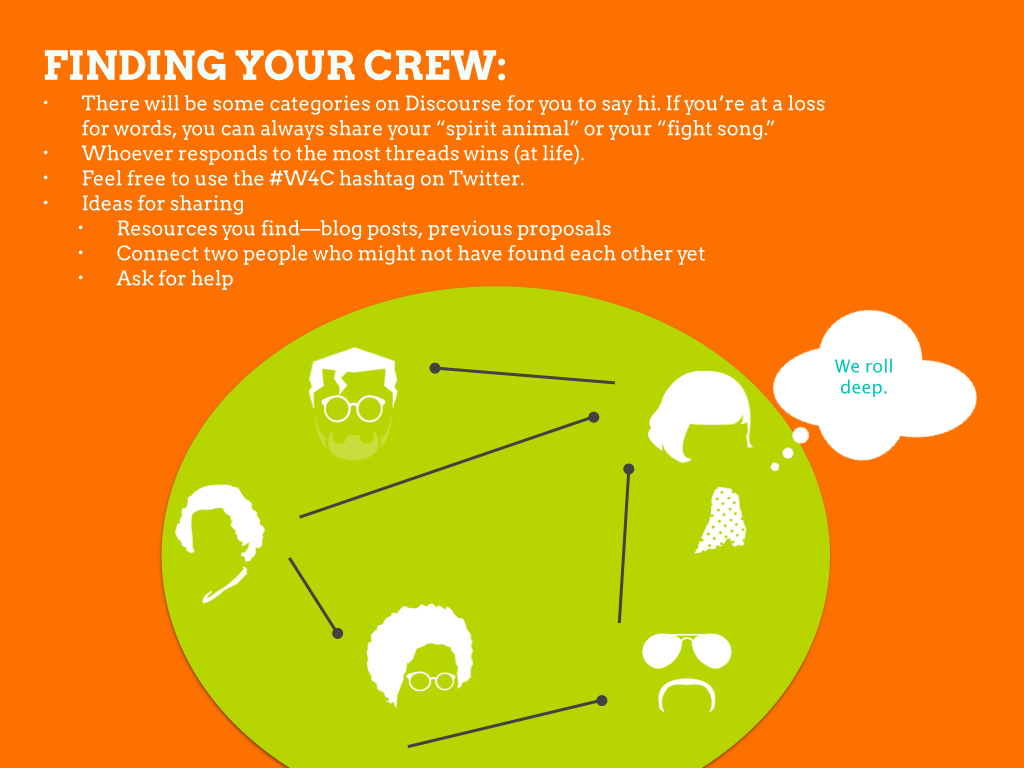 FINDING YOUR CREW:
• There will be some categories on Discourse for you to say hi. If you’re at a loss
for words, you can always share your “spirit animal” or your “fight song.”
• Whoever responds to the most threads wins (at life).
• Feel free to use the #W4C hashtag on Twitter.
• Ideas for sharing
• Resources you find—blog posts, previous proposals
• Connect two people who might not have found each other yet
• Ask for help
We roll
deep.